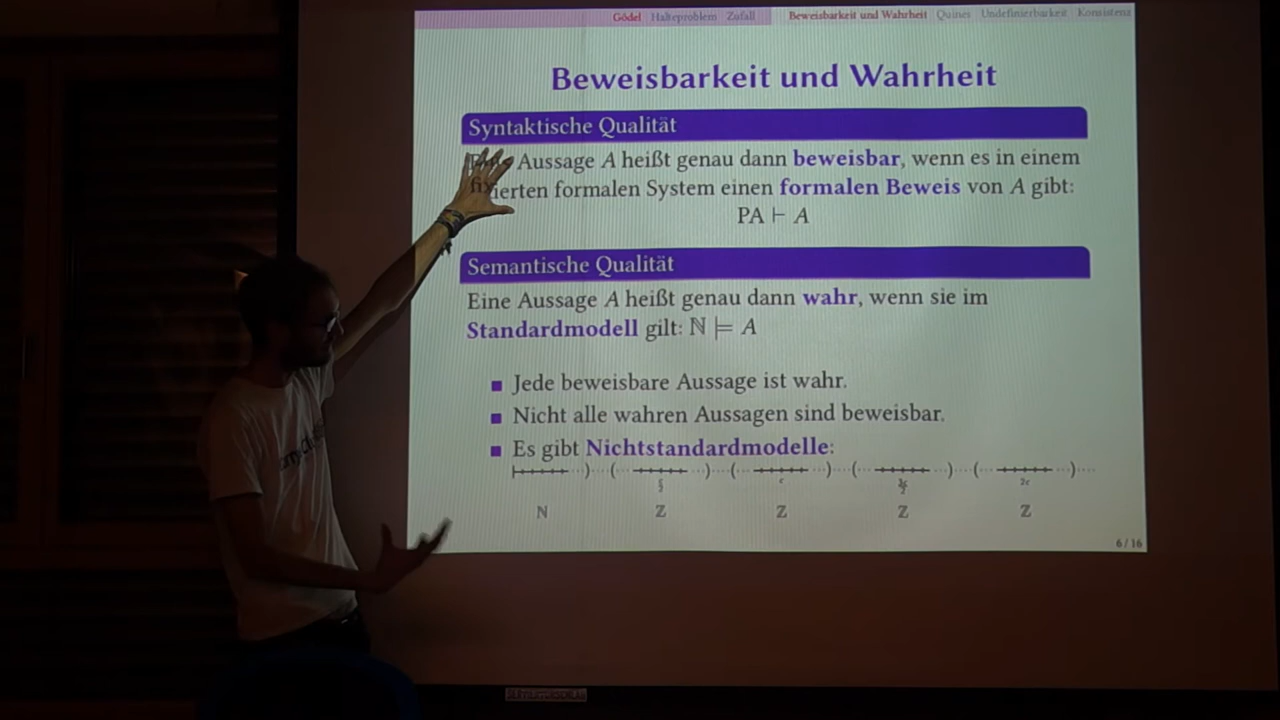 Gödel Halteproblem Zufall Beweisbarkeit und Wahrheit Quines Undefinierbarkeit Konsistenz
Beweisbarkeit und Wahrheit
Syntaktische Qualität
Aussage A heißt genau dann beweisbar, wenn es in einem
fixierten formalen System einen formalen Beweis von A gibt:
PA ⊢ A
Semantische Qualität
Eine Aussage A heißt genau dann wahr, wenn sie im
Standardmodell gilt: ℕ ⊨ A
Jede beweisbare Aussage ist wahr.
Nicht alle wahren Aussagen sind beweisbar.
Es gibt Nichtstandardmodelle:
c 2c
N Z Z Z Z
6 / 16